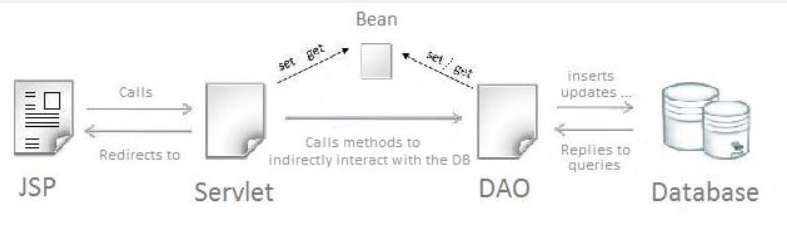 Bean
set get
set / get
Calls
Redirects to
Calls methods to
indirectly interact with the DB
inserts
updates ...
Replies to
queries
JSP
Servlet
DAO
Database